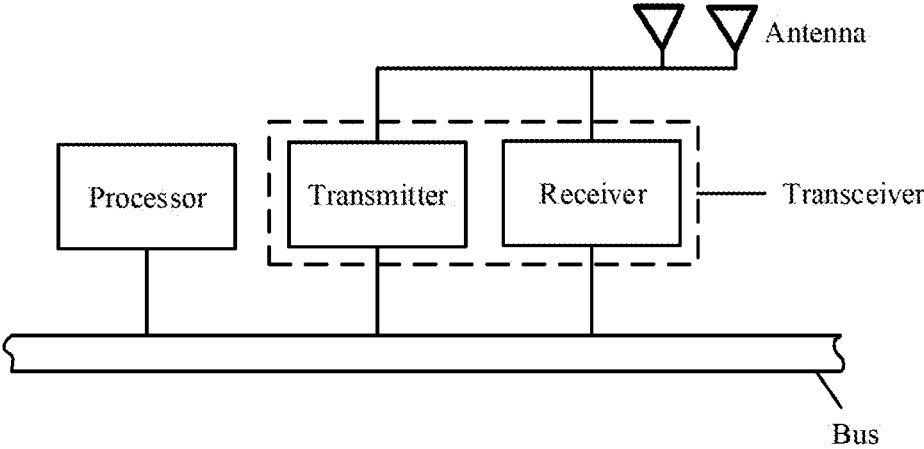 Antenna
Processor
Transmitter
Receiver
Transceiver
Bus